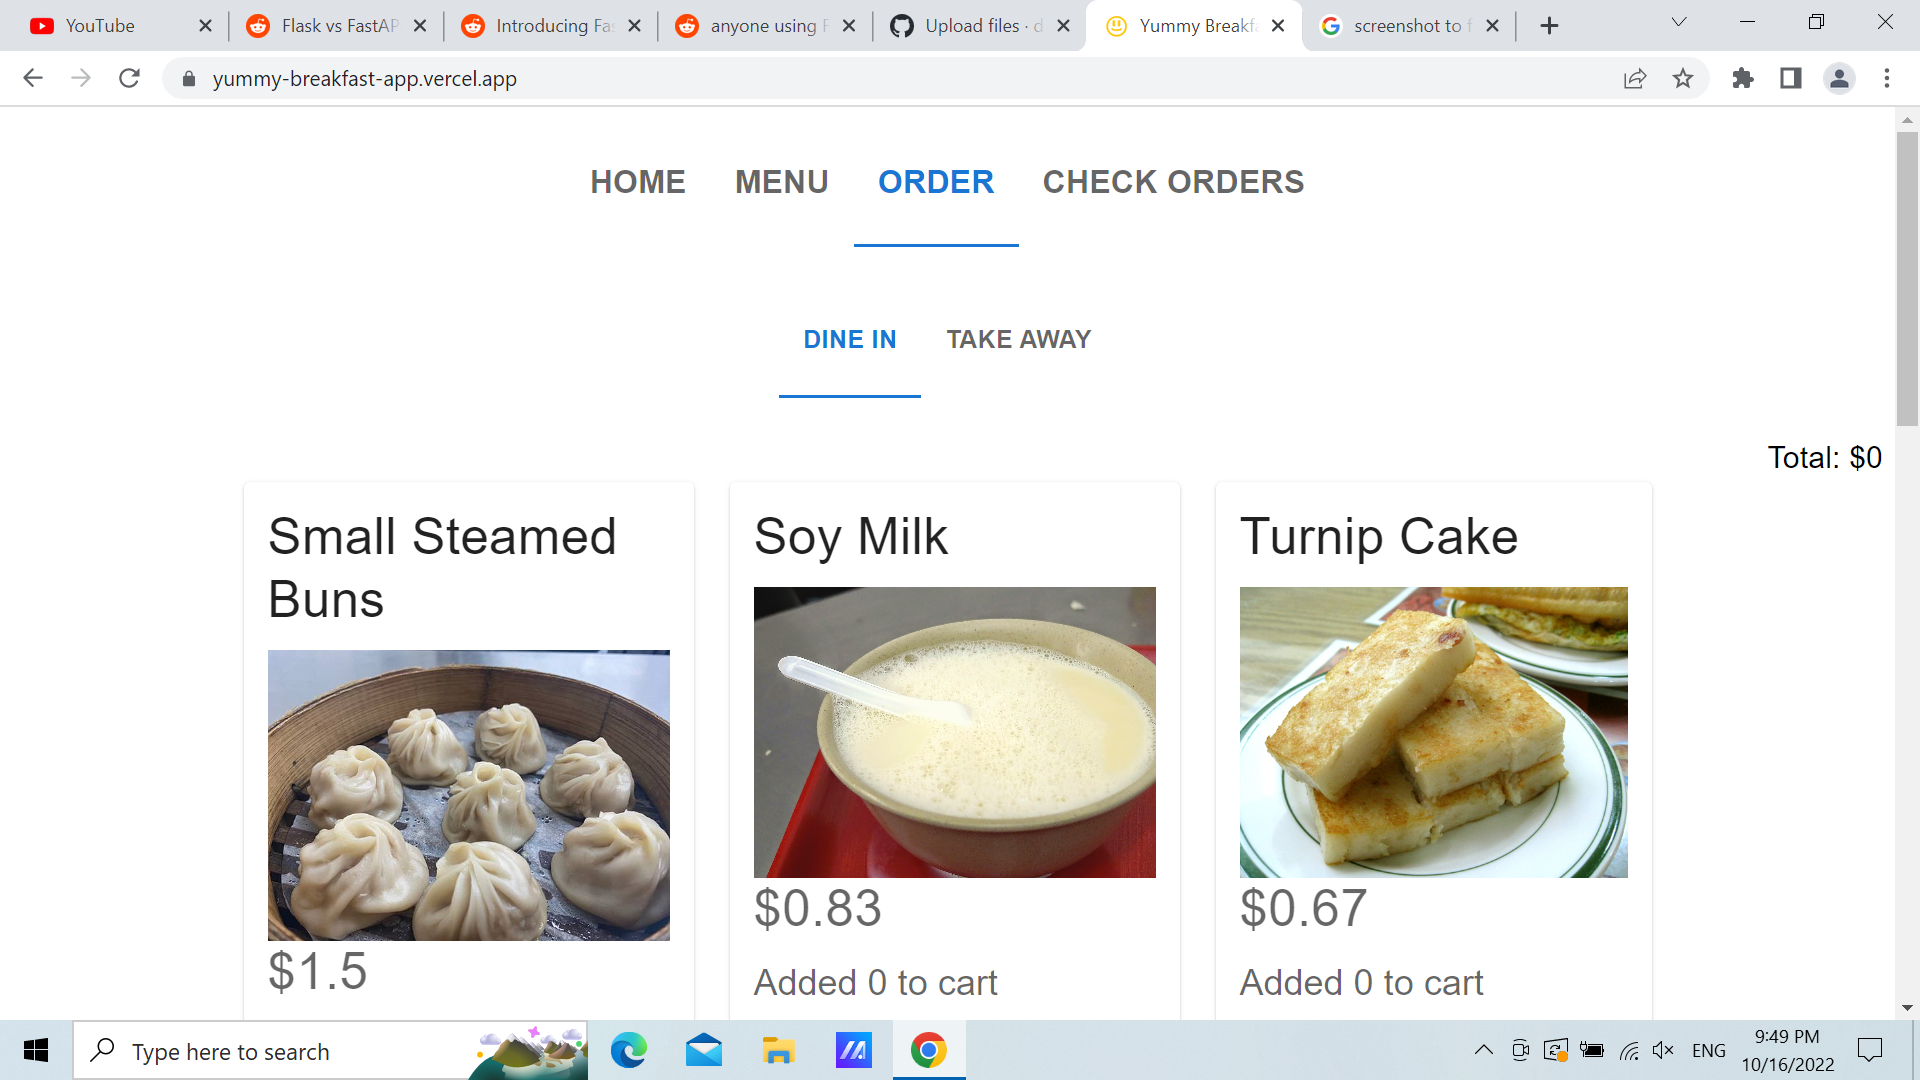 YouTube
Flask vs FastAP
Introducing Fas
anyone using F
Upload files · d
Yummy Breakfa
screenshot to f
yummy-breakfast-app.vercel.app
HOME MENU ORDER CHECK ORDERS
DINE IN TAKE AWAY
Total: $0
Small Steamed
Buns
$1.5
Soy Milk
$0.83
Added 0 to cart
Turnip Cake
$0.67
Added 0 to cart
Type here to search
ENG
9:49 PM
10/16/2022